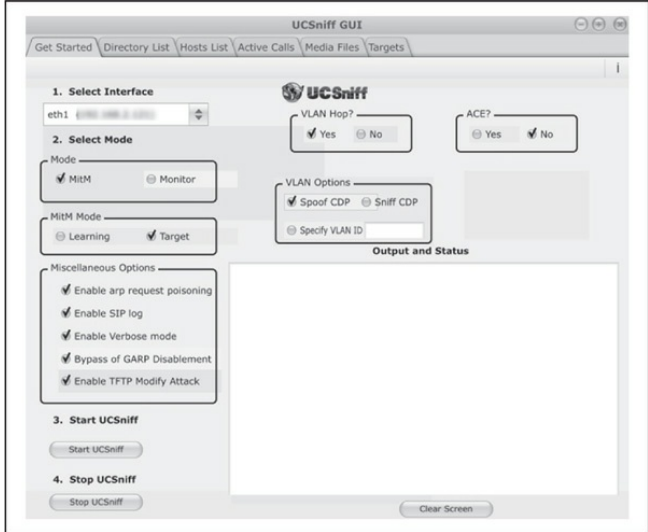 UCSniff GUI
Get Started Directory List Hosts List Active Calls Media Files Targets
i
1. Select Interface
eth1
UCSniff
2. Select Mode
Mode
MitM Monitor
MitM Mode
Learning Target
Miscellaneous Options
Enable arp request poisoning
Enable SIP log
Enable Verbose mode
Bypass of GARP Disablement
Enable TFTP Modify Attack
3. Start UCSniff
Start UCSniff
4. Stop UCSniff
Stop UCSniff
VLAN Hop?
Yes No
ACE?
Yes No
VLAN Options
Spoof CDP Sniff CDP
Specify VLAN ID
Output and Status
Clear Screen